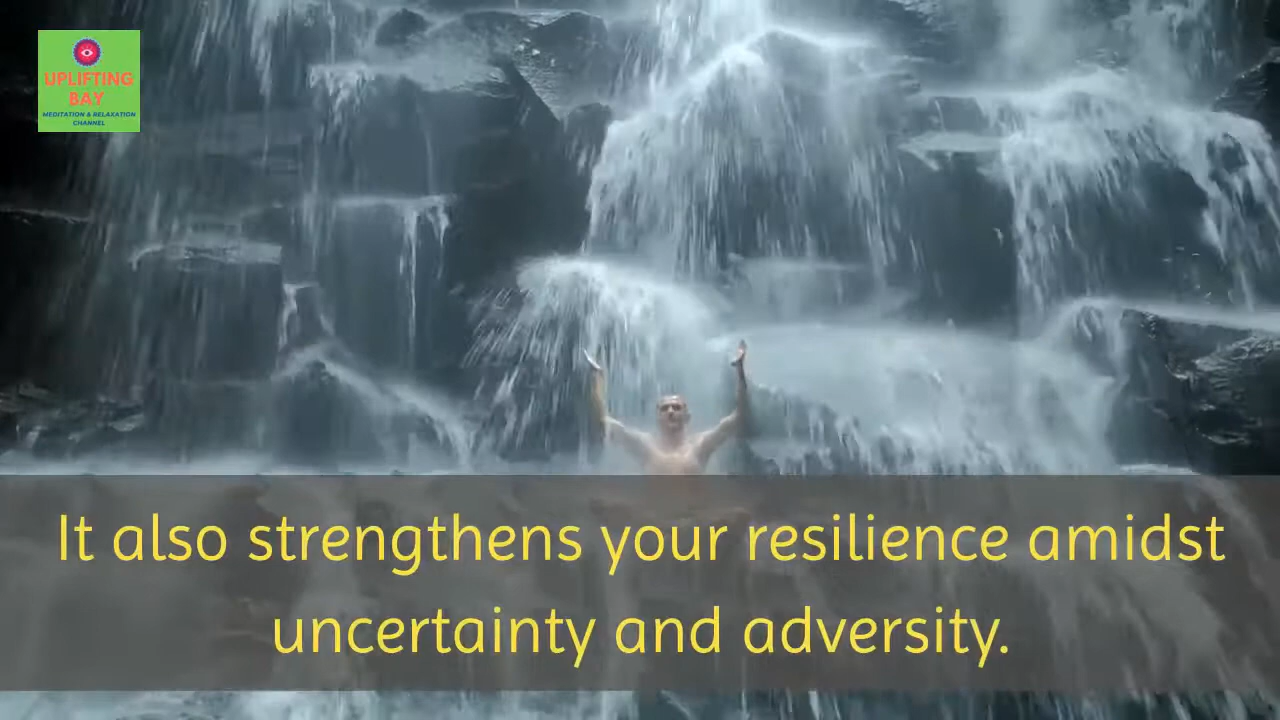 UPLIFTING
BAY
MEDITATION & RELAXATION
CHANNEL
It also strengthens your resilience amidst
uncertainty and adversity.